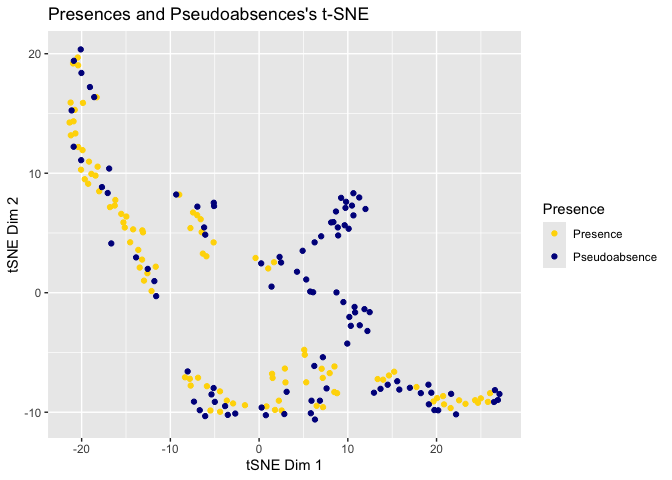 Presences and Pseudoabsences's t-SNE
20
10
0
-10
tSNE Dim 2
-20
-10
0
10
20
tSNE Dim 1
Presence
Presence
Pseudoabsence